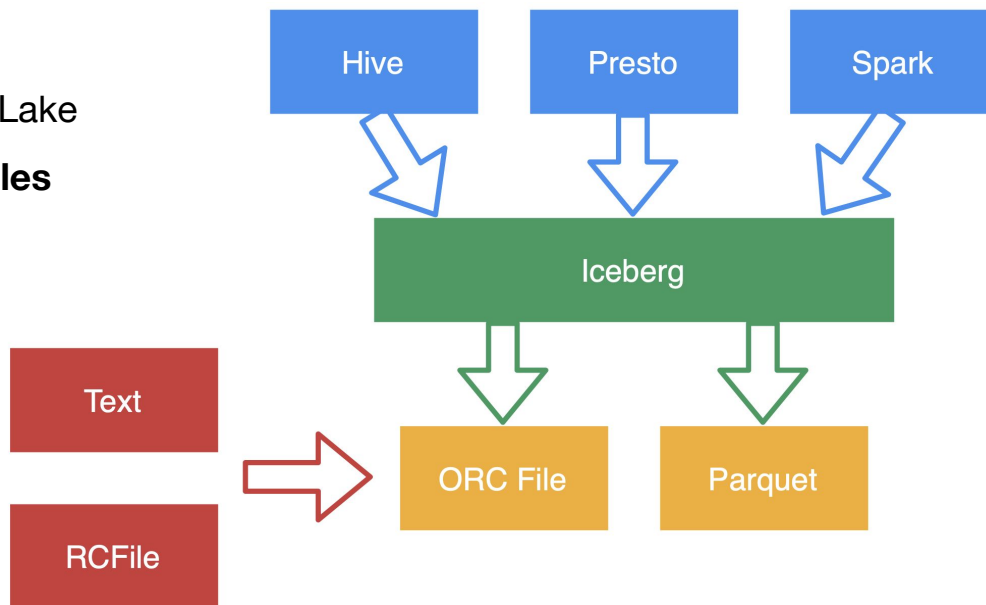 Hive
Presto
Spark
Lake
les
Iceberg
Text
ORC File
Parquet
RCFile